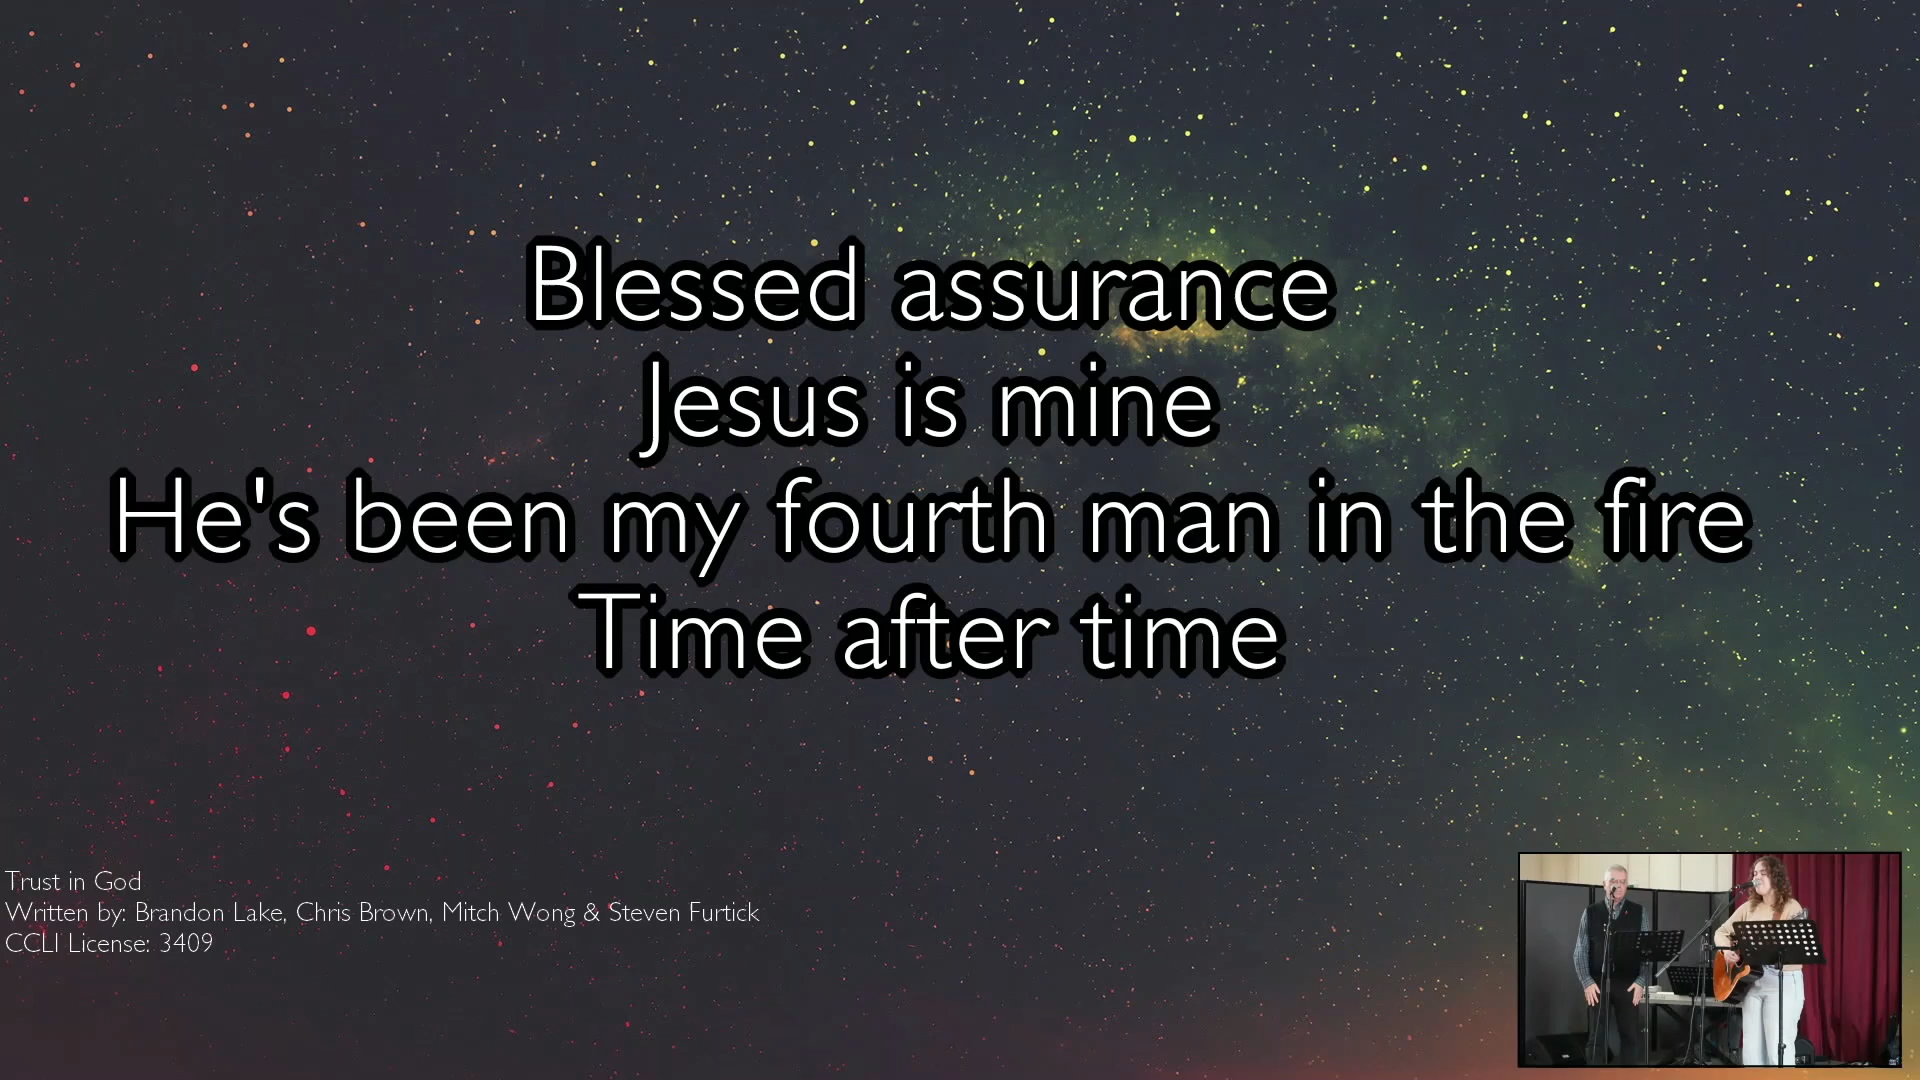 Blessed assurance
Jesus is mine
He's been my fourth man in the fire
Time after time
Trust in God
Written by: Brandon Lake, Chris Brown, Mitch Wong & Steven Furtick
CCLI License: 3409